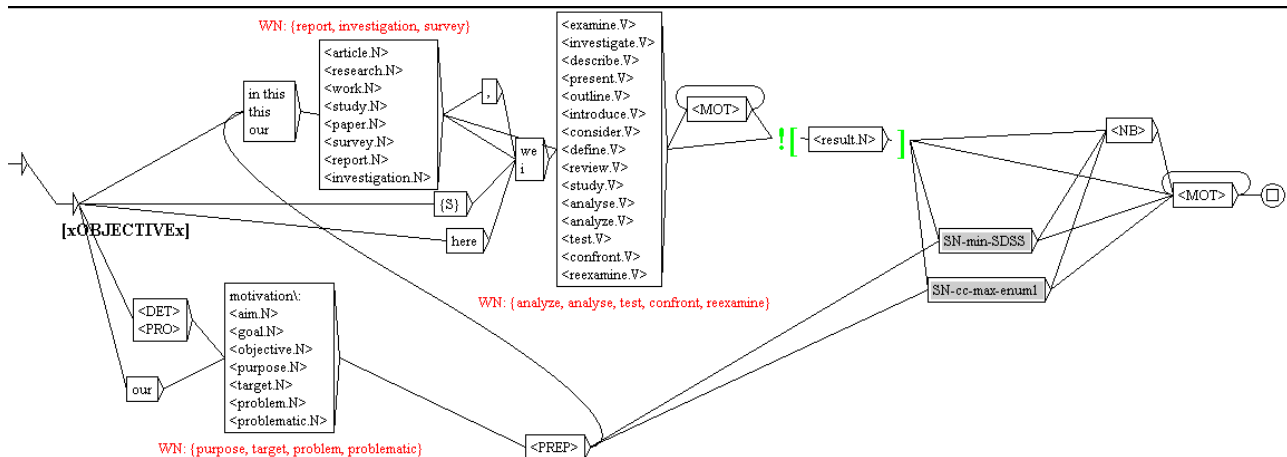 WN: {report, investigation, survey}
in this
this
our
<article.N>
<research.N>
<work.N>
<study.N>
<paper.N>
<survey.N>
<report.N>
<investigation.N>
,
{S}
here
we
i
<examine.V>
<investigate.V>
<describe.V>
<present.V>
<outline.V>
<introduce.V>
<consider.V>
<define.V>
<review.V>
<study.V>
<analyse.V>
<analyze.V>
<test.V>
<confront.V>
<reexamine.V>
WN: {analyze, analyse, test, confront, reexamine}
<MOT>
![
<result.N>
]
<NB>
<MOT>
SN-min-SDSS
SN-cc-max-enum1
[xOBJECTIVEx]
<DET>
<PRO>
our
motivation\:
<aim.N>
<goal.N>
<objective.N>
<purpose.N>
<target.N>
<problem.N>
<problematic.N>
WN: {purpose, target, problem, problematic}
<PREP>